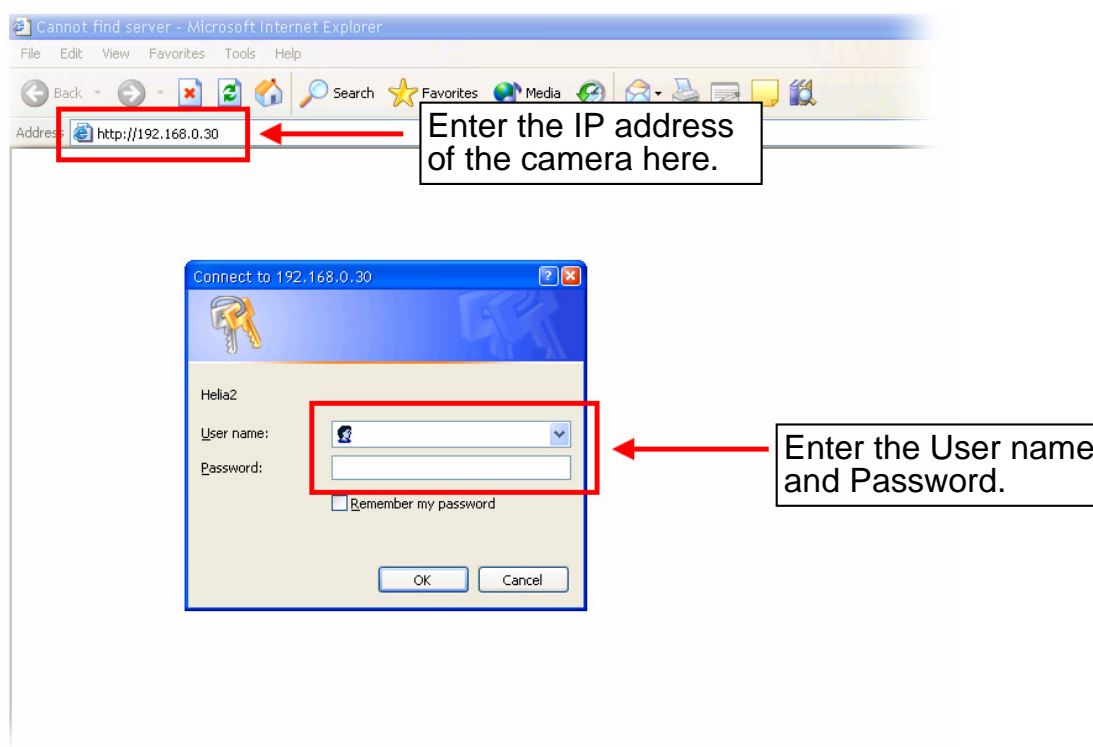 Cannot find server - Microsoft Internet Explorer
File Edit View Favorites Tools Help
Back Search Favorites Media
Address http://192.168.0.30
Enter the IP address
of the camera here.
Connect to 192.168.0.30
Helia2
User name:
Password:
Remember my password
OK Cancel
Enter the User name
and Password.